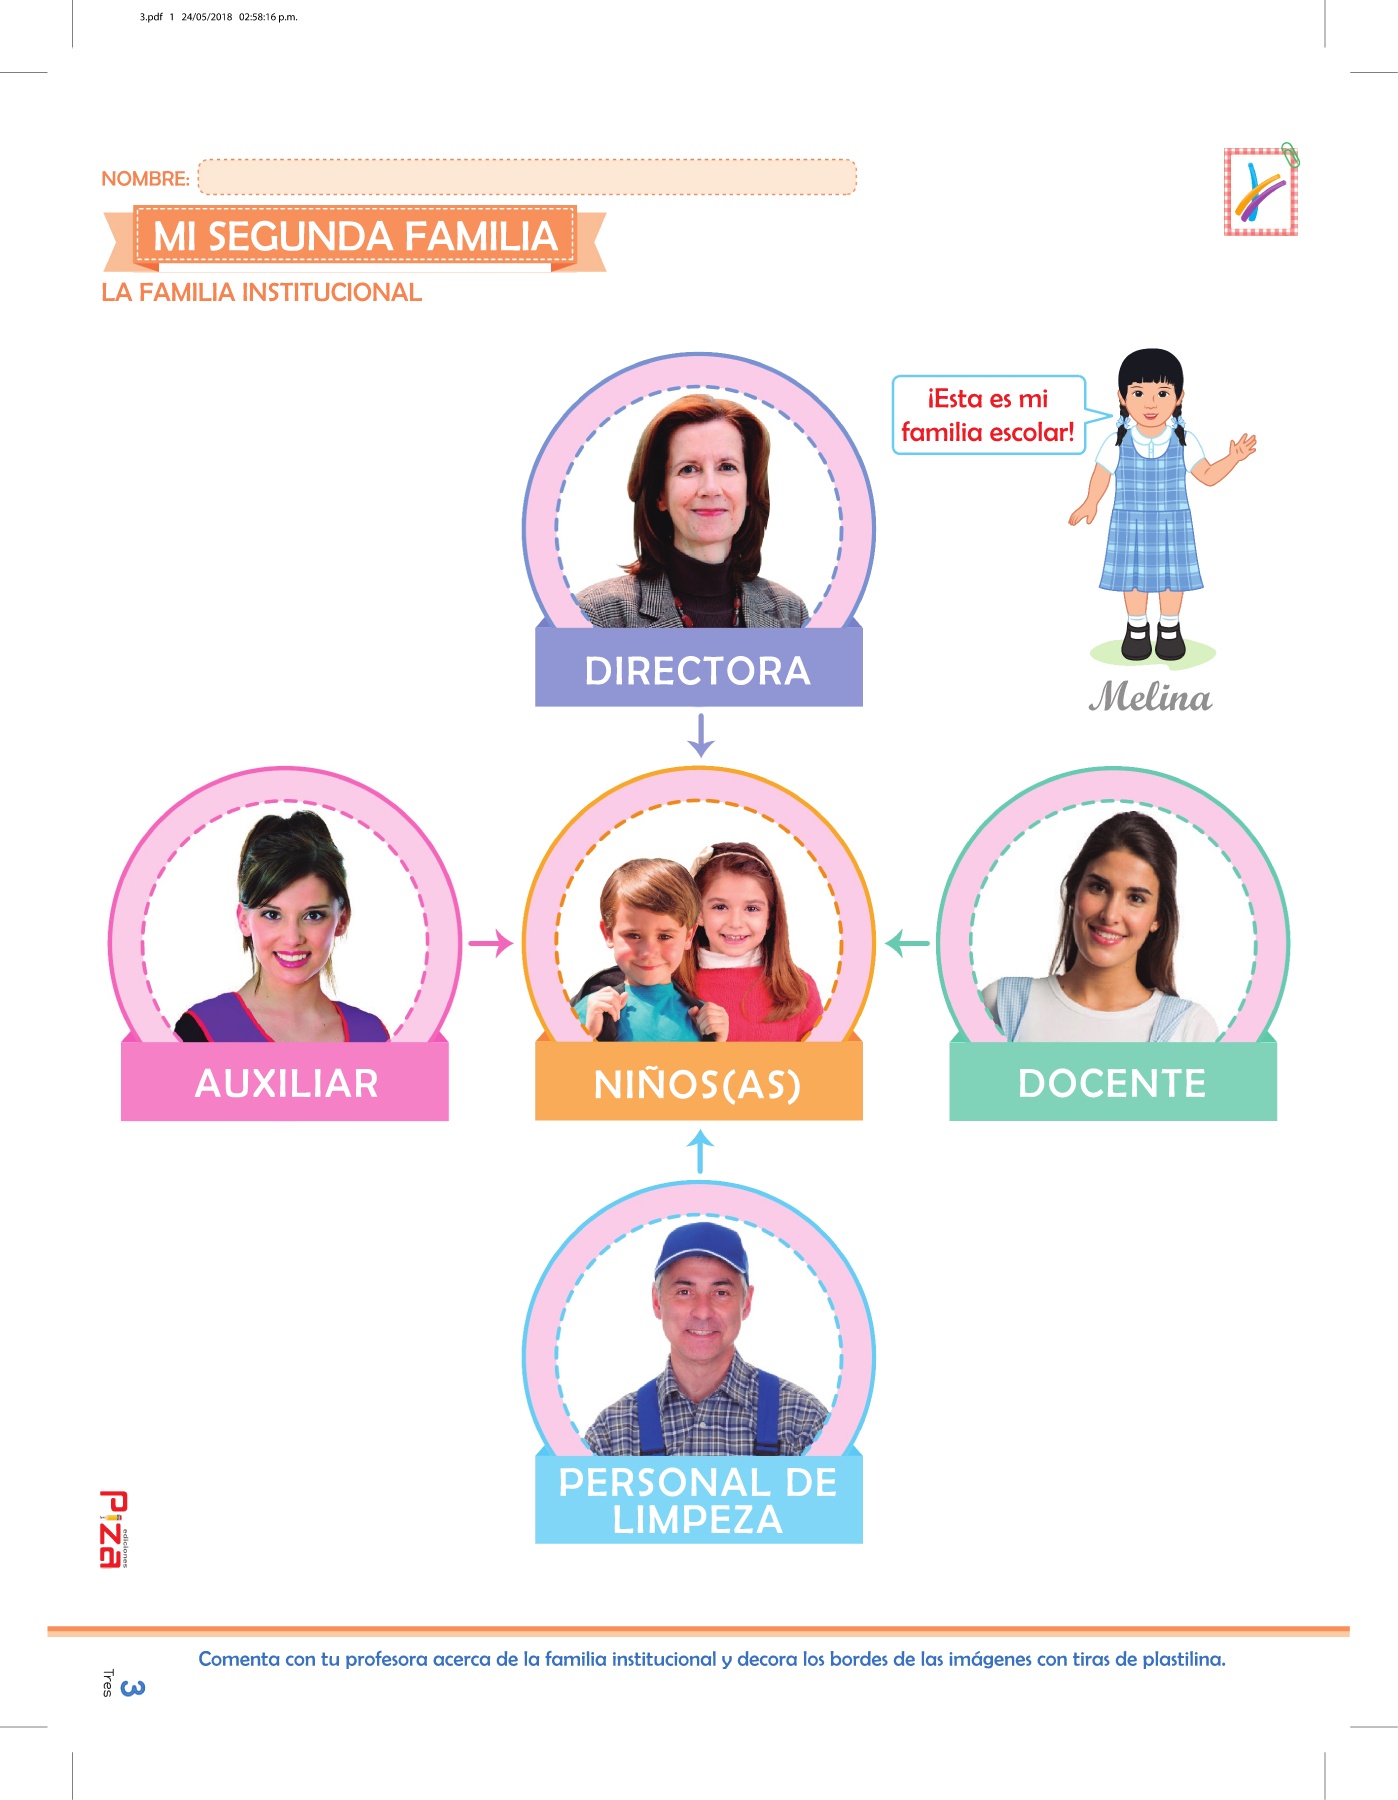 3.pdf 1 24/05/2018 02:58:16 p.m.
NOMBRE:
MI SEGUNDA FAMILIA
LA FAMILIA INSTITUCIONAL
¡Esta es mi
familia escolar!
Melina
DIRECTORA
AUXILIAR
NIÑOS(AS)
DOCENTE
PERSONAL DE
LIMPEZA
Piza
ediciones
Comenta con tu profesora acerca de la familia institucional y decora los bordes de las imágenes con tiras de plastilina.
3
Tres